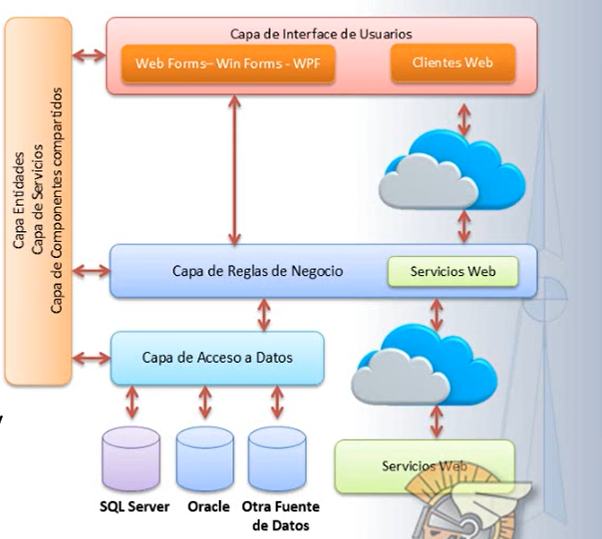 Capa Entidades
Capa de Servicios
Capa de Componentes compartidos
Capa de Interface de Usuarios
Web Forms– Win Forms - WPF
Clientes Web
Capa de Reglas de Negocio
Servicios Web
Capa de Acceso a Datos
SQL Server
Oracle
Otra Fuente
de Datos
Servicios Web